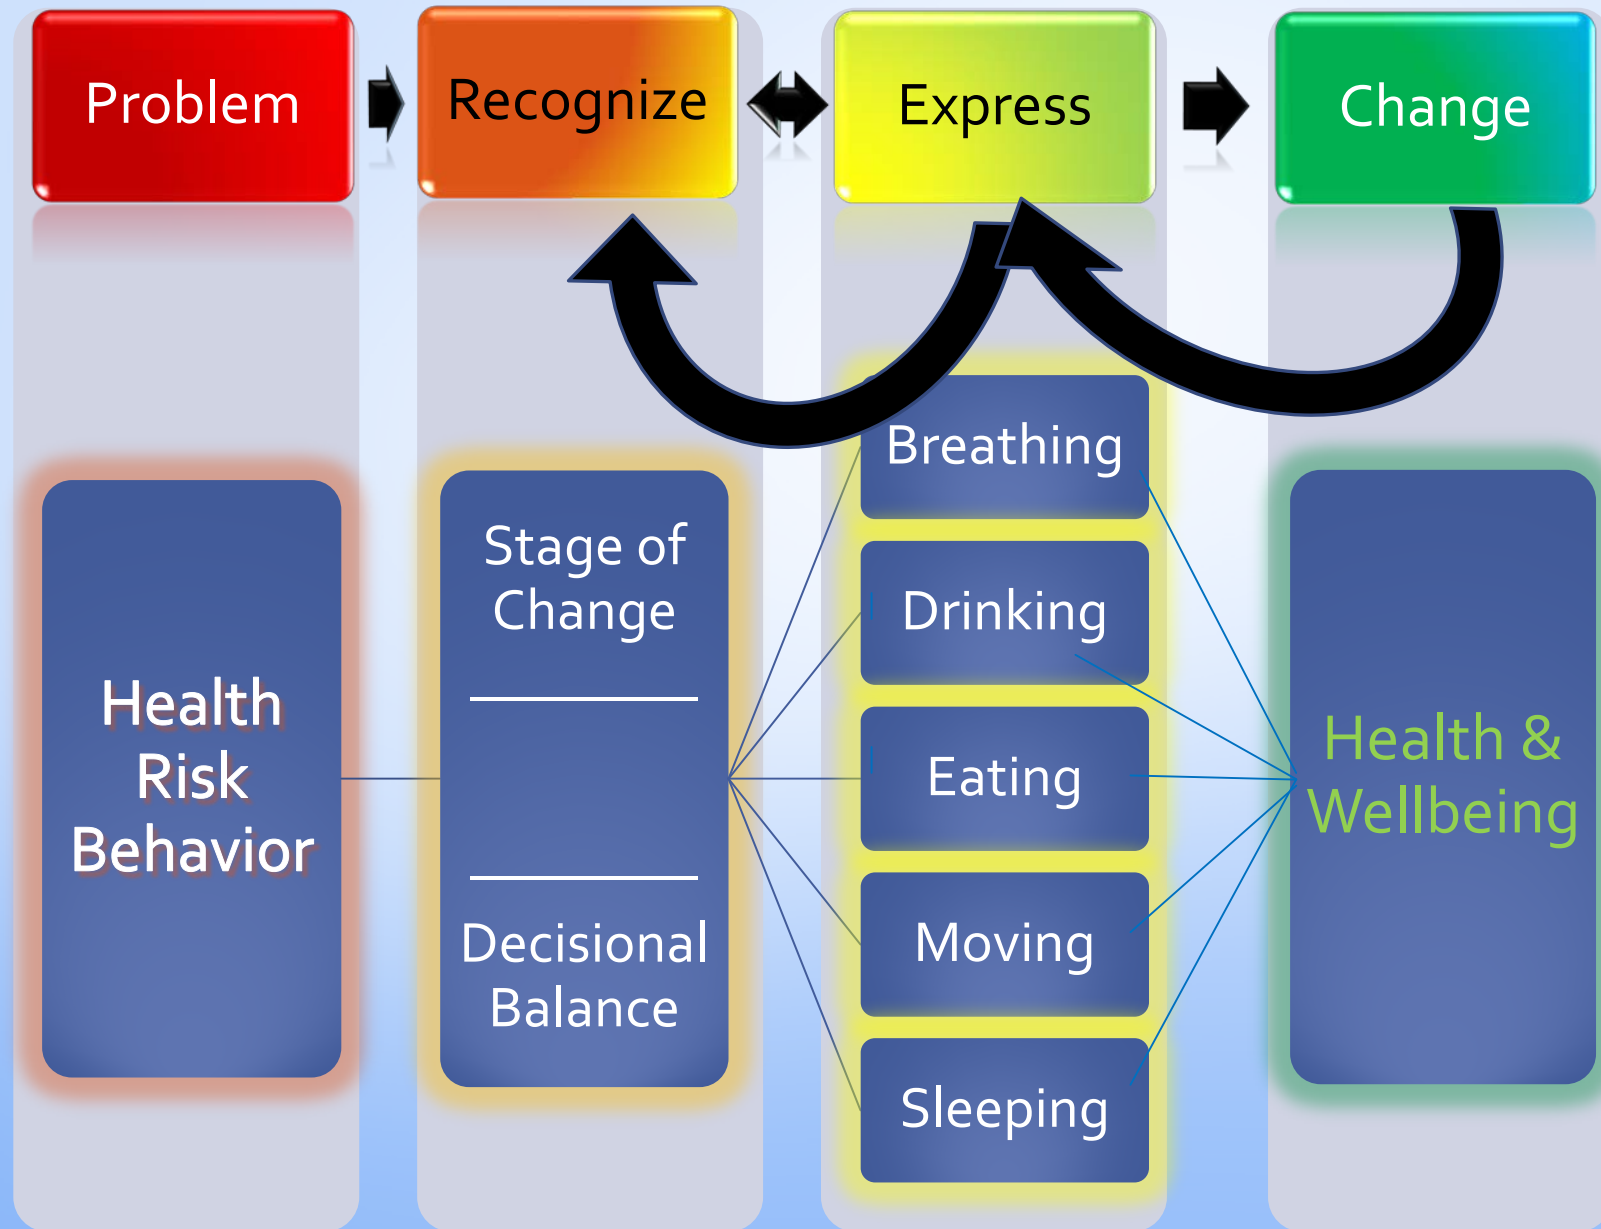 Problem
Recognize
Express
Change
Health
Risk
Behavior
Stage of
Change
Decisional
Balance
Breathing
Drinking
Eating
Moving
Sleeping
Health &
Wellbeing